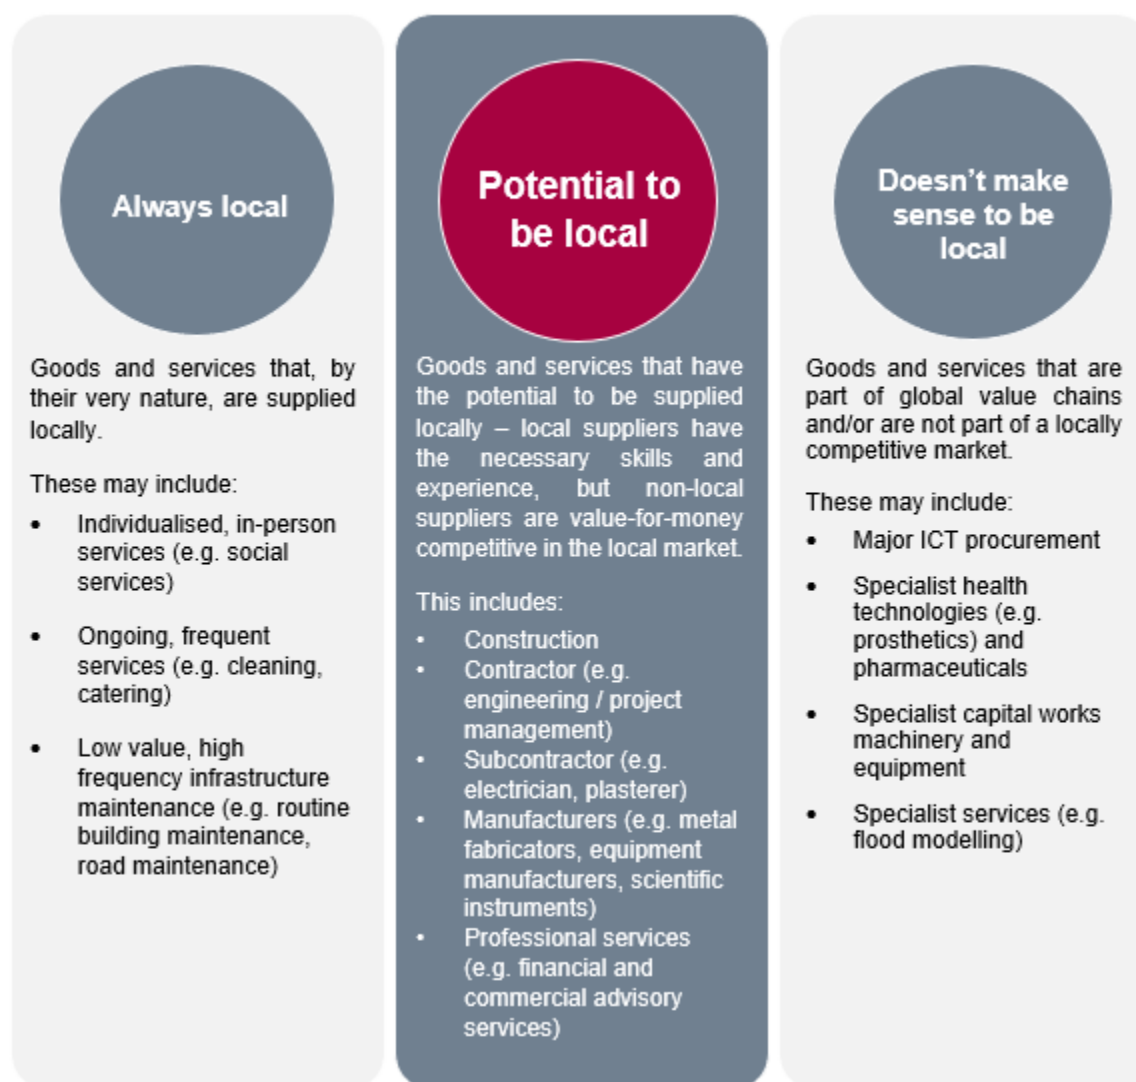 Always local
Goods and services that, by
their very nature, are supplied
locally.
These may include:
• Individualised, in-person
services (e.g. social
services)
• Ongoing, frequent
services (e.g. cleaning,
catering)
• Low value, high
frequency infrastructure
maintenance (e.g. routine
building maintenance,
road maintenance)
Potential to
be local
Goods and services that have
the potential to be supplied
locally – local suppliers have
the necessary skills and
experience, but non-local
suppliers are value-for-money
competitive in the local market.
This includes:
• Construction
• Contractor (e.g.
engineering / project
management)
• Subcontractor (e.g.
electrician, plasterer)
• Manufacturers (e.g. metal
fabricators, equipment
manufacturers, scientific
instruments)
• Professional services
(e.g. financial and
commercial advisory
services)
Doesn’t make
sense to be
local
Goods and services that are
part of global value chains
and/or are not part of a locally
competitive market.
These may include:
• Major ICT procurement
• Specialist health
technologies (e.g.
prosthetics) and
pharmaceuticals
• Specialist capital works
machinery and
equipment
• Specialist services (e.g.
flood modelling)